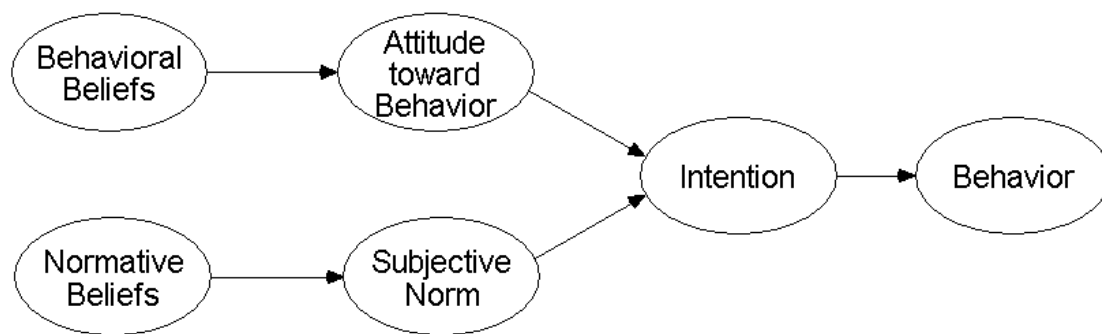 Behavioral
Beliefs
Attitude
toward
Behavior
Intention
Behavior
Normative
Beliefs
Subjective
Norm